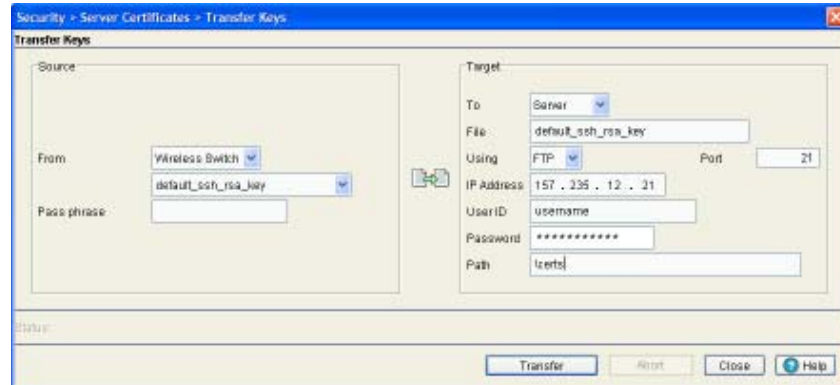 Security > Server Certificates > Transfer Keys
Transfer Keys
Source
From
Wireless Switch
default_ssh_rsa_key
Pass phrase
Target
To Server
File default_ssh_rsa_key
Using FTP Port 21
IP Address 157 . 235 . 12 . 21
User ID username
Password ***********
Path \certs
Status:
Transfer Abort Close Help